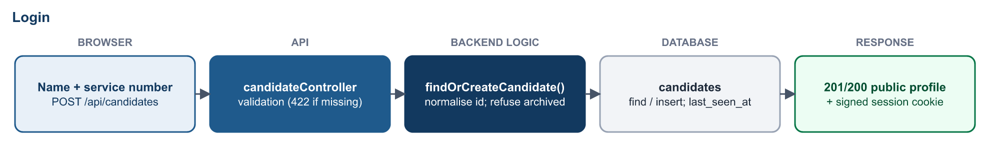 Login
BROWSER
API
BACKEND LOGIC
DATABASE
RESPONSE
Name + service number
POST /api/candidates
candidateController
validation (422 if missing)
findOrCreateCandidate()
normalise id; refuse archived
candidates
find / insert; last_seen_at
201/200 public profile
+ signed session cookie